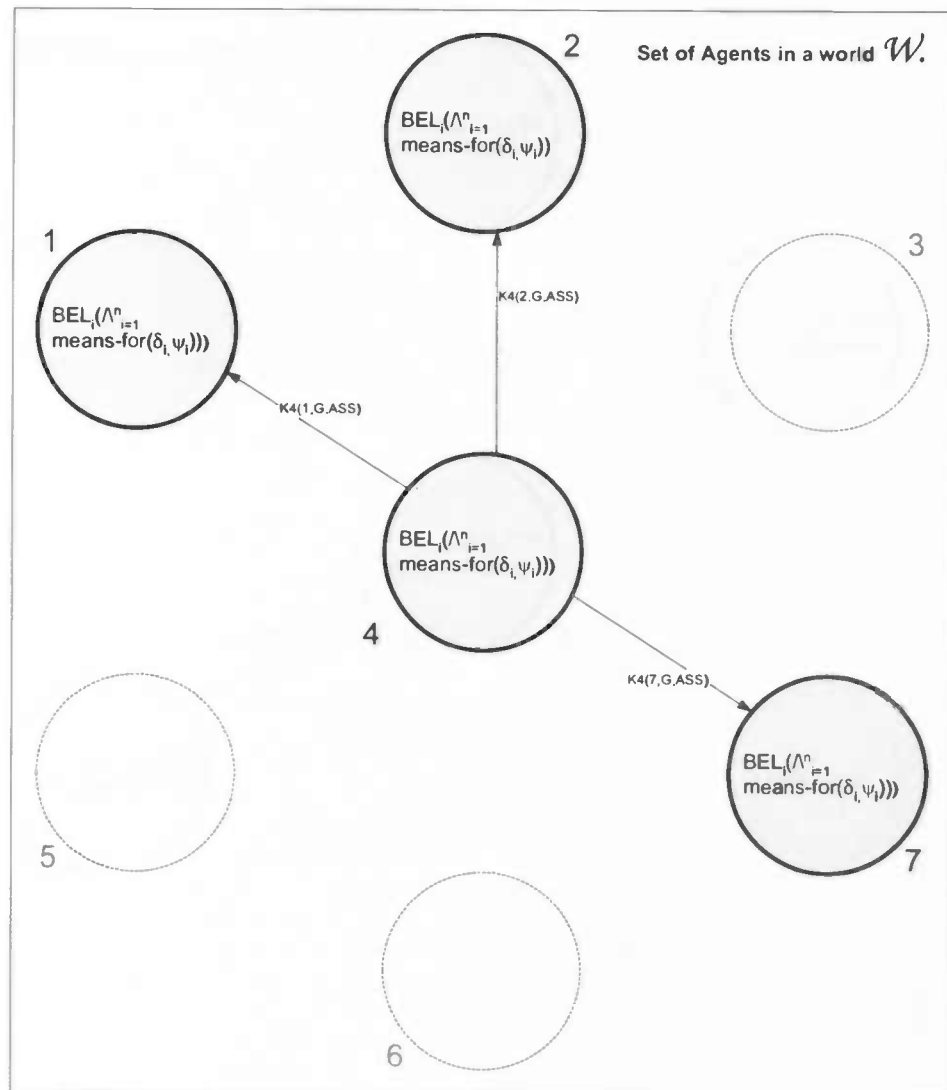 Set of Agents in a world 𝒲.
2
BELᵢ(Λⁿᵢ₌₁
means-for(δᵢ,ψᵢ))
1
BELᵢ(Λⁿᵢ₌₁
means-for(δᵢ,ψᵢ)))
3
K4(2,G,ASS)
K4(1,G,ASS)
BELᵢ(Λⁿᵢ₌₁
means-for(δᵢ,ψᵢ)))
4
K4(7,G,ASS)
BELᵢ(Λⁿᵢ₌₁
means-for(δᵢ,ψᵢ)))
5
7
6